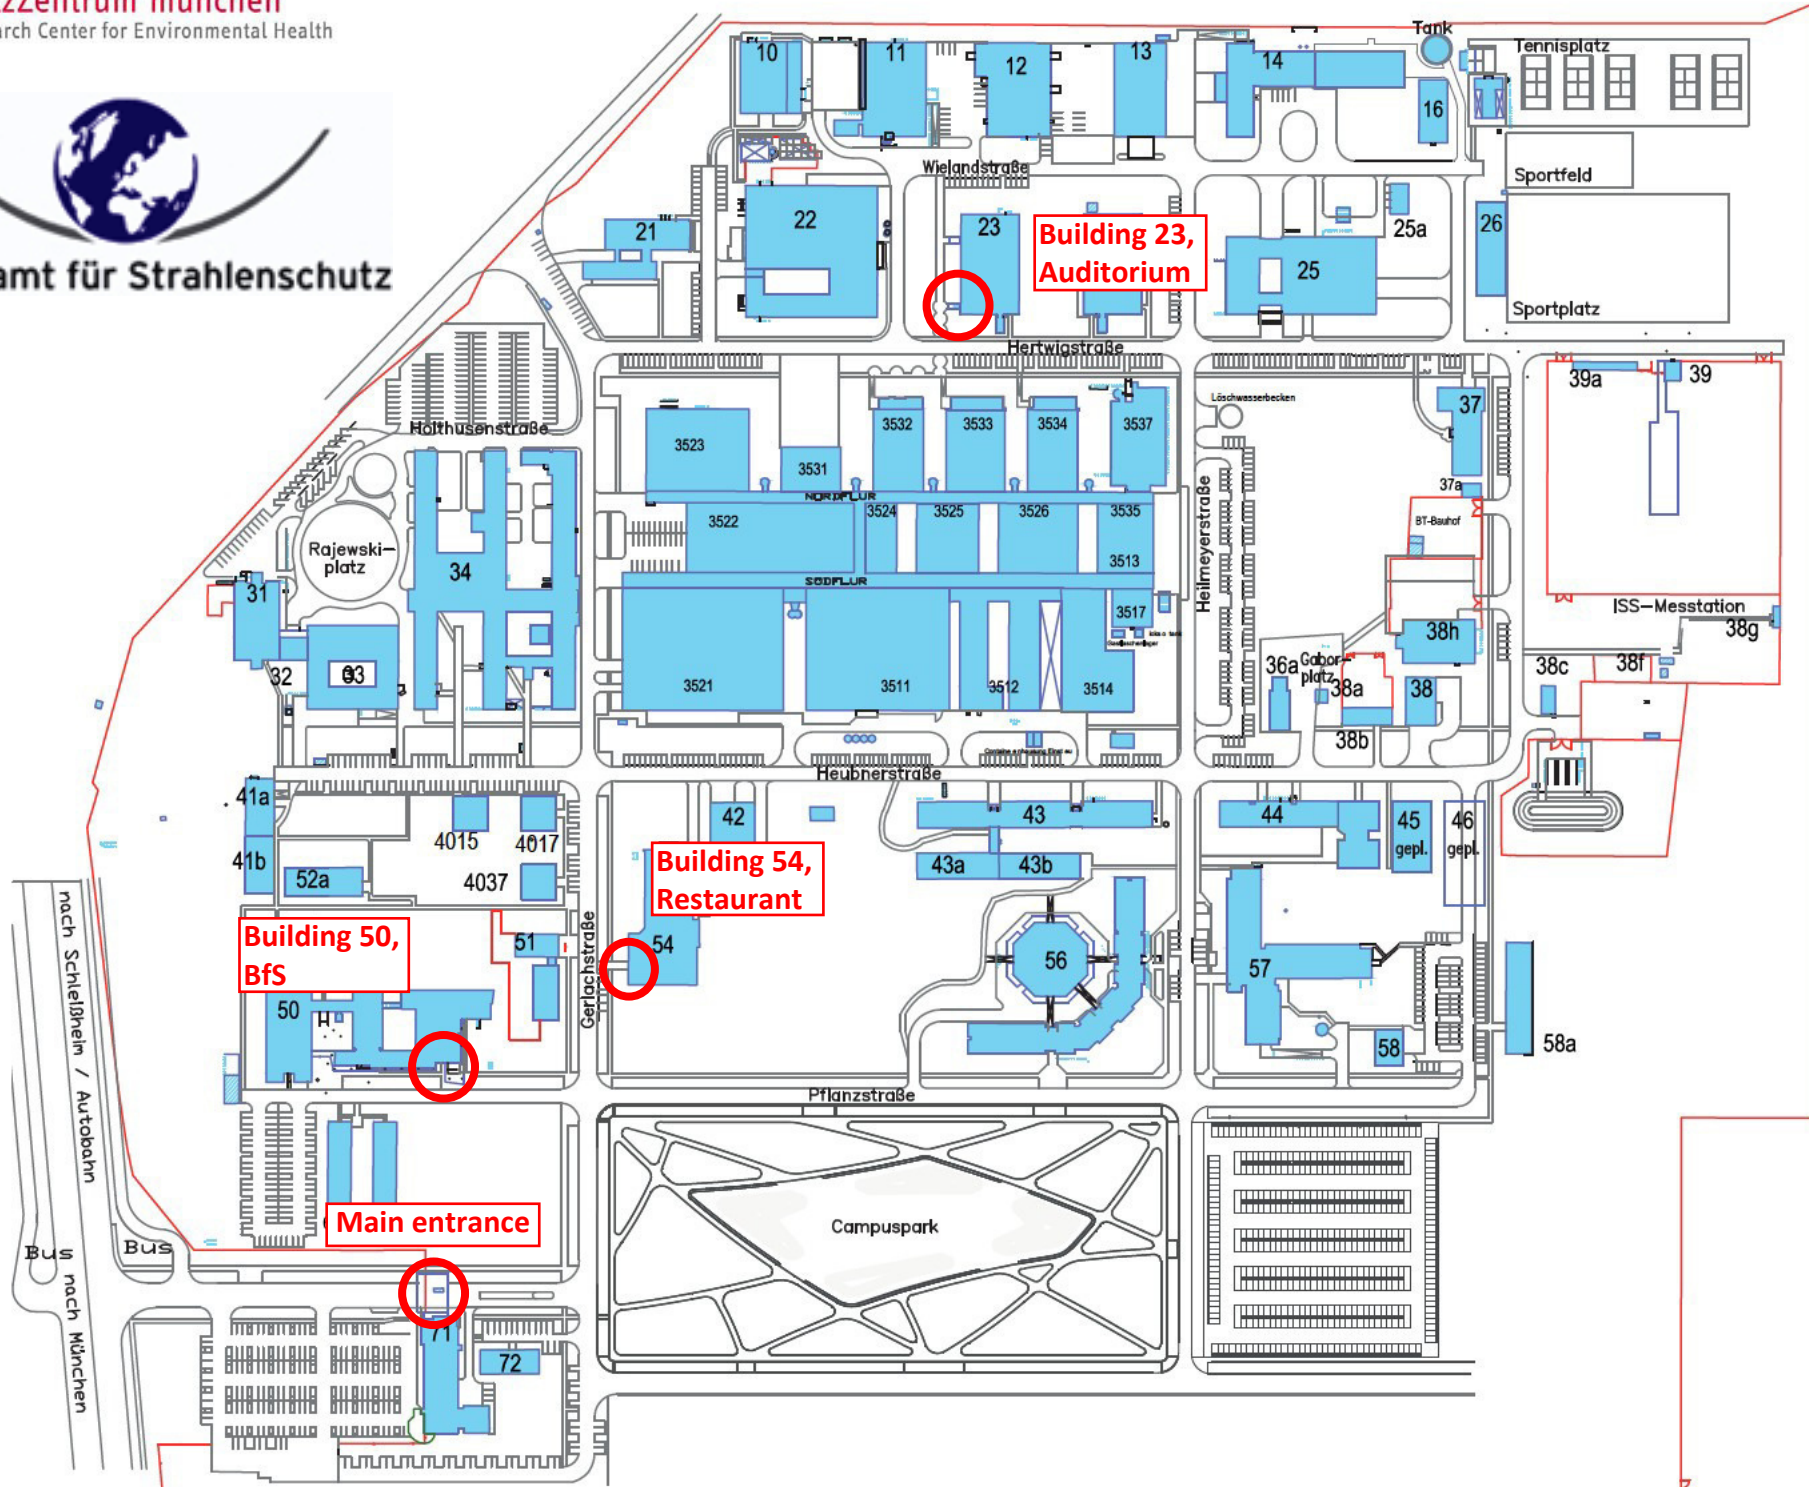 zZentrum münchen
arch Center for Environmental Health
amt für Strahlenschutz
Tank
Tennisplatz
10
11
12
13
14
16
Wielandstraße
Sportfeld
21
22
23
Building 23,
Auditorium
25
25a
26
Sportplatz
Hertwigstraße
39a
39
Löschwasserbecken
37
Holthusenstraße
3523
3531
3532
3533
3534
3537
37a
NORDFLUR
BT-Bauhof
3522
3524
3525
3526
3535
3513
Rajewski-
platz
34
SÜDFLUR
Heilmeyerstraße
31
3517
ISS-Messtation
38g
38h
32
33
36a
Gabor-
platz
38a
38
38c
38f
3521
3511
3512
3514
38b
Heubnerstraße
41a
4015
4017
42
43
44
45
gepl.
46
gepl.
41b
52a
4037
Building 54,
Restaurant
43a
43b
Building 50,
BfS
51
54
Gerlachstraße
56
57
50
58
58a
Pflanzstraße
nach Schleißheim / Autobahn
Main entrance
Campuspark
Bus
Bus
nach München
71
72